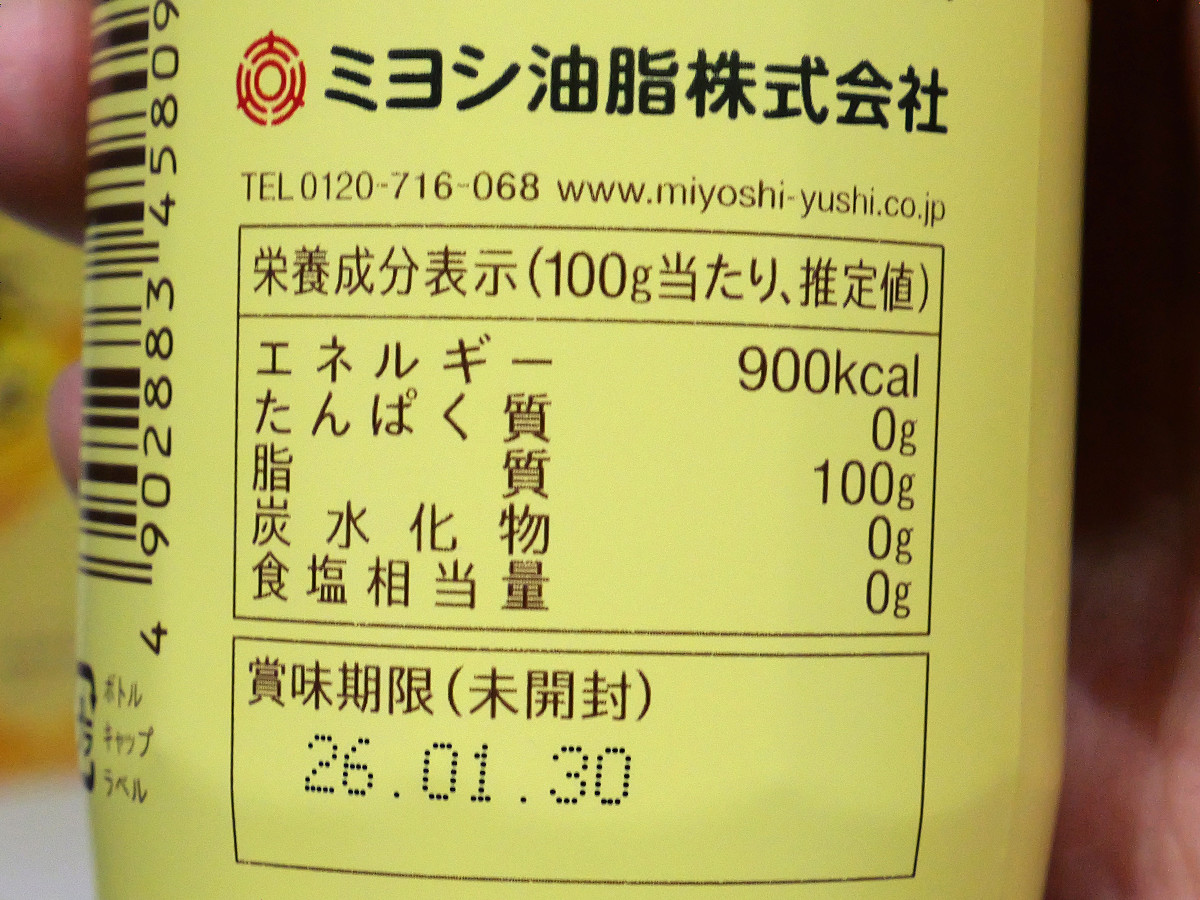 ミヨシ油脂株式会社
TEL 0120-716-068 www.miyoshi-yushi.co.jp
栄養成分表示(100g当たり、推定値)
エネルギー 900kcal
たんぱく質 0g
脂質 100g
炭水化物 0g
食塩相当量 0g
賞味期限(未開封)
26.01.30
4 902883 45809
ボトル
キャップ
ラベル